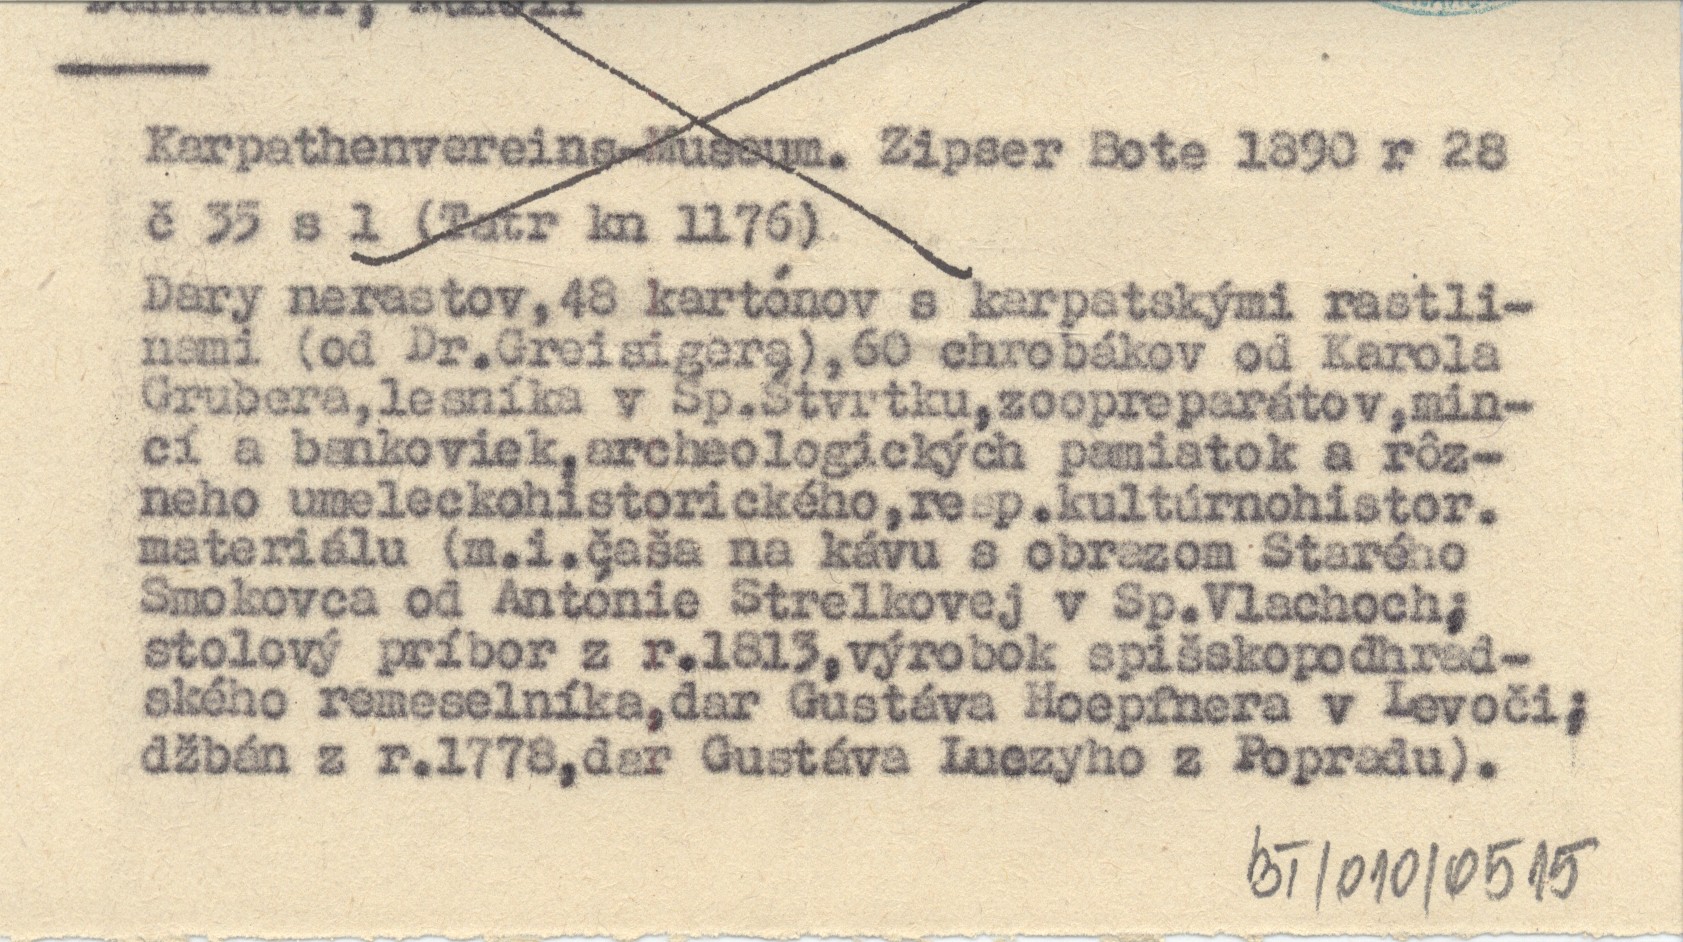 Karpathenvereins-Museum. Zipser Bote 1890 r 28
č 35 s 1 (Tatr kn 1176)
Dary nerastov,48 kartónov s karpatskými rastli-
nami (od Dr.Greisigera),60 chrobákov od Karola
Grubera,lesníka v Sp.Štvrtku,zoopreparátov,min-
cí a bankoviek,archeologických pamiatok a rôz-
neho umeleckohistorického,resp.kultúrnohistor.
materiálu (m.i.čaša na kávu s obrazom Starého
Smokovca od Antónie Strelkovej v Sp.Vlachoch;
stolový príbor z r.1813,výrobok spišskopodhrad-
ského remeselníka,dar Gustáva Hoepfnera v Levoči;
džbán z r.1778,dar Gustáva Luczyho z Popradu).
BT/010/0515